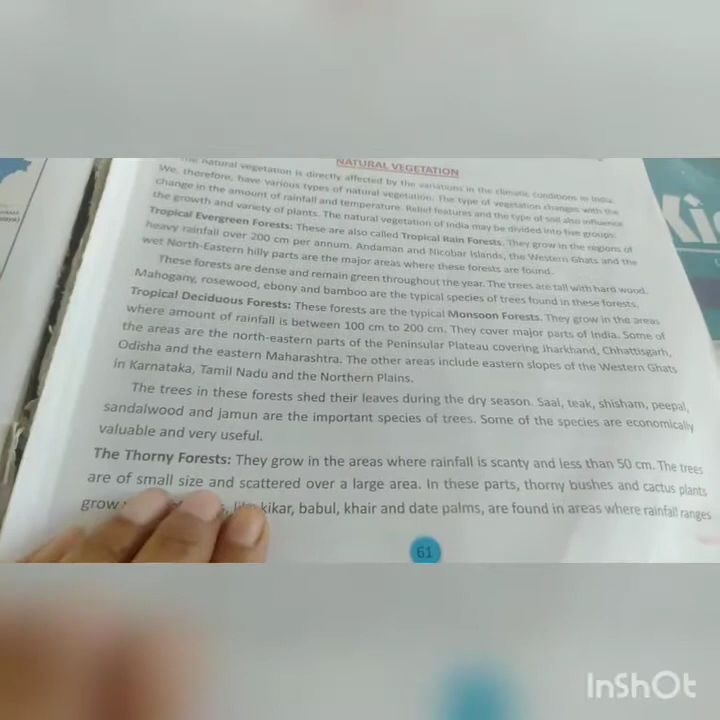 NATURAL VEGETATION
The natural vegetation is directly affected by the variations in the climatic conditions in India.
We, therefore, have various types of natural vegetation. The type of vegetation changes with the
change in the amount of rainfall and temperature. Relief features and the type of soil also influence
the growth and variety of plants. The natural vegetation of India may be divided into five groups:
Tropical Evergreen Forests: These are also called Tropical Rain Forests. They grow in the regions of
heavy rainfall over 200 cm per annum. Andaman and Nicobar Islands, the Western Ghats and the
wet North-Eastern hilly parts are the major areas where these forests are found.
These forests are dense and remain green throughout the year. The trees are tall with hard wood.
Mahogany, rosewood, ebony and bamboo are the typical species of trees found in these forests.
Tropical Deciduous Forests: These forests are the typical Monsoon Forests. They grow in the areas
where amount of rainfall is between 100 cm to 200 cm. They cover major parts of India. Some of
the areas are the north-eastern parts of the Peninsular Plateau covering Jharkhand, Chhattisgarh,
Odisha and the eastern Maharashtra. The other areas include eastern slopes of the Western Ghats
in Karnataka, Tamil Nadu and the Northern Plains.
The trees in these forests shed their leaves during the dry season. Saal, teak, shisham, peepal,
sandalwood and jamun are the important species of trees. Some of the species are economically
valuable and very useful.
The Thorny Forests: They grow in the areas where rainfall is scanty and less than 50 cm. The trees
are of small size and scattered over a large area. In these parts, thorny bushes and cactus plants
grow kikar, babul, khair and date palms, are found in areas where rainfall ranges
61
Ki
InShOt